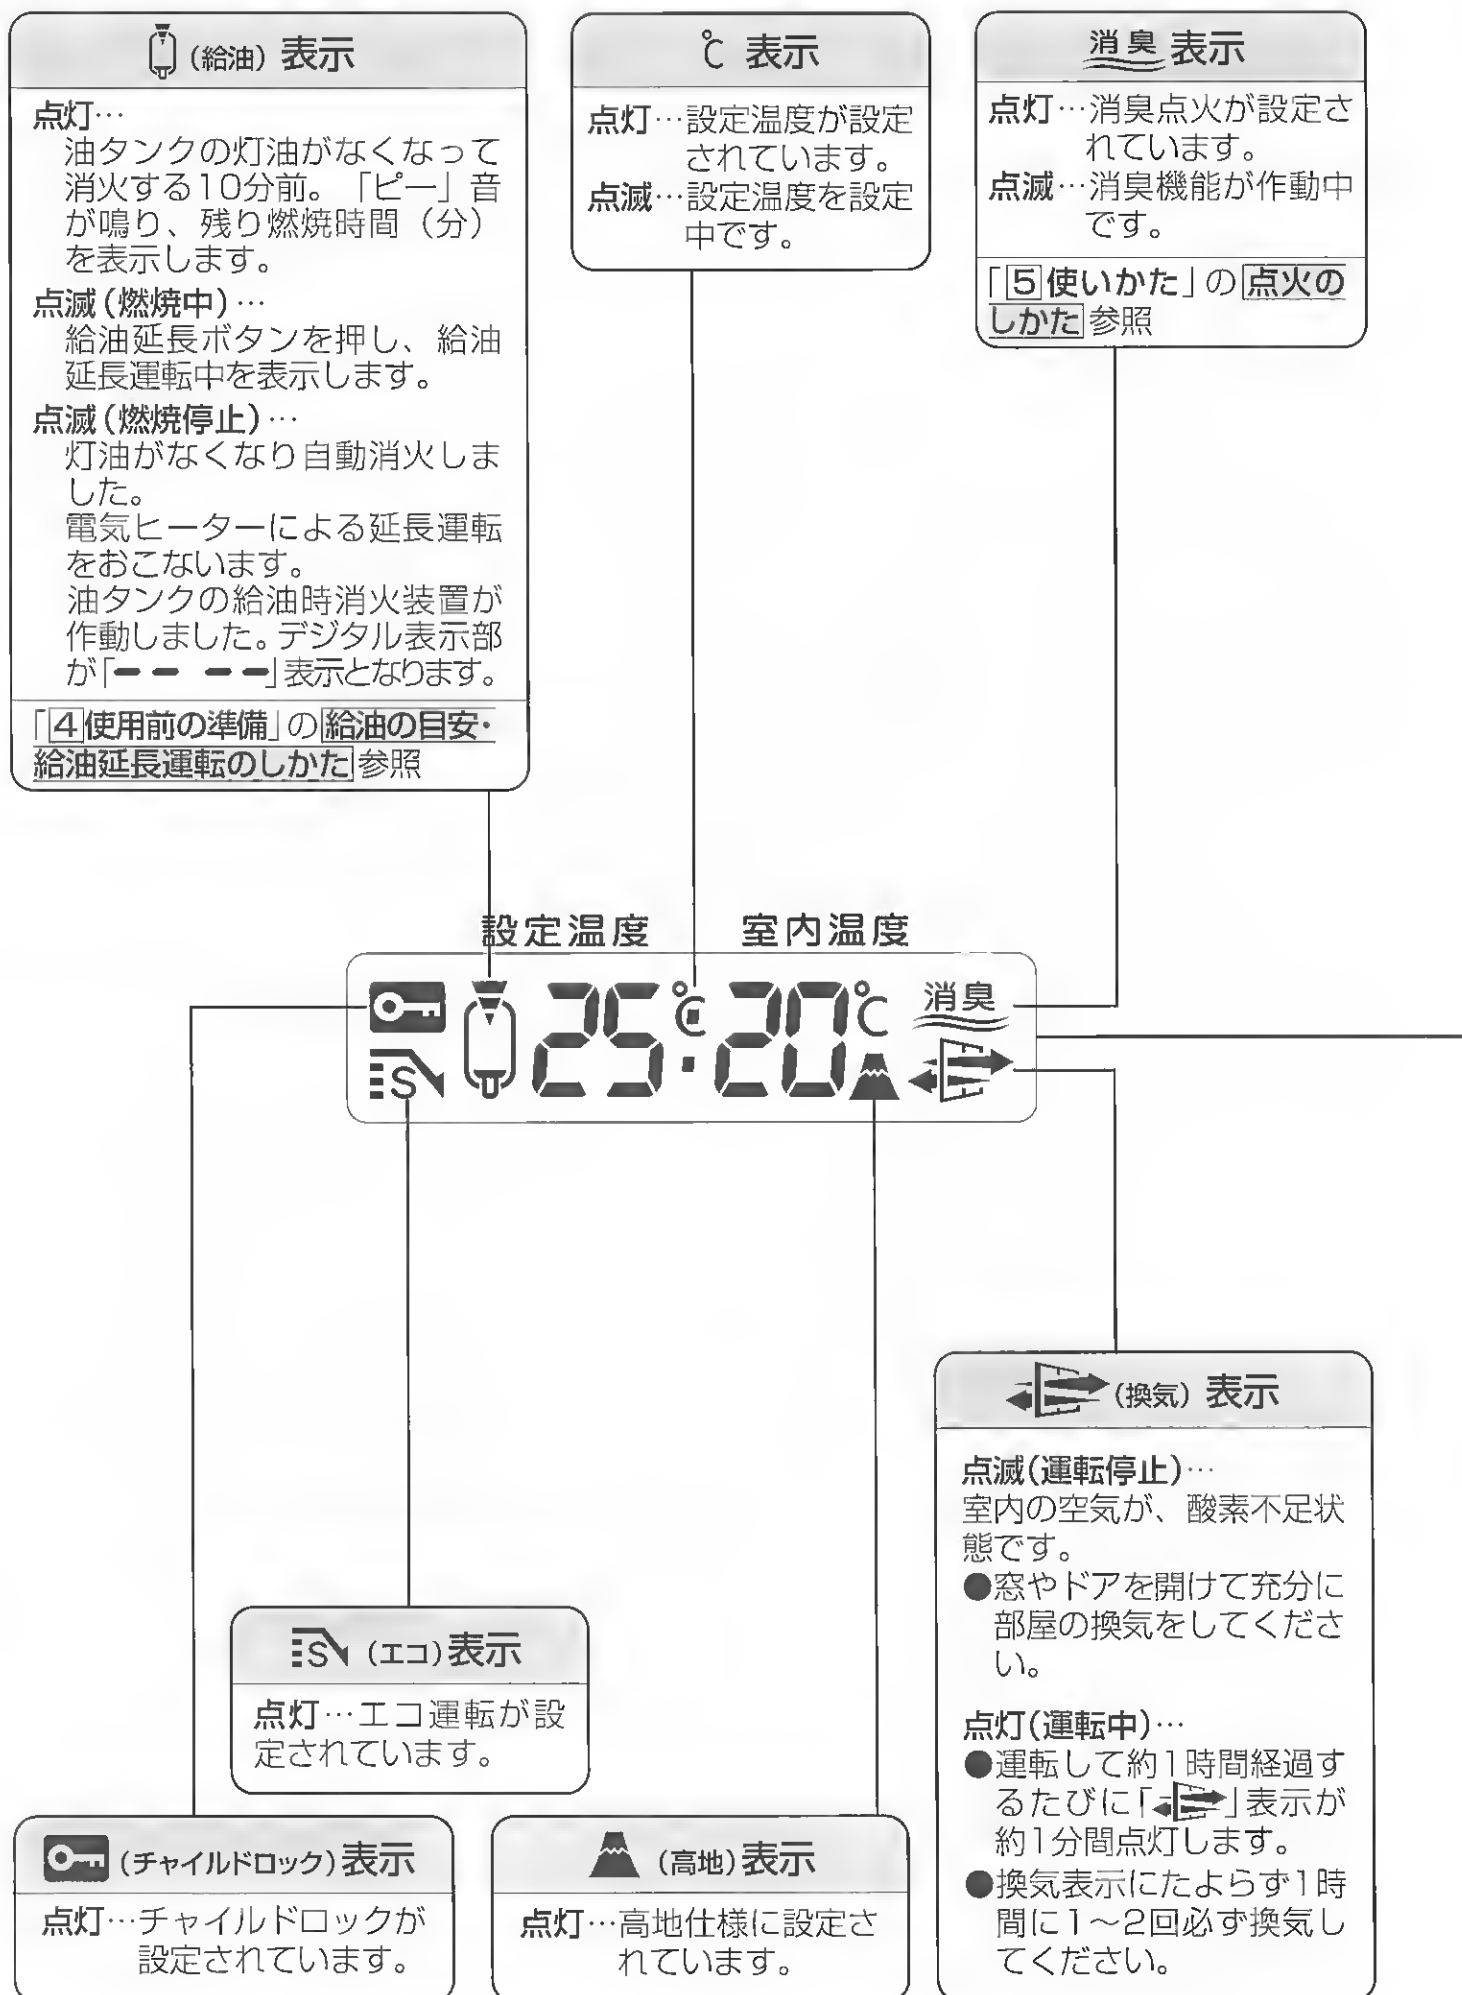 (給油) 表示
点灯…
油タンクの灯油がなくなって
消火する10分前。「ピー」音
が鳴り、残り燃焼時間(分)
を表示します。
点滅(燃焼中)…
給油延長ボタンを押し、給油
延長運転中を表示します。
点滅(燃焼停止)…
灯油がなくなり自動消火しま
した。
電気ヒーターによる延長運転
をおこないます。
油タンクの給油時消火装置が
作動しました。デジタル表示部
が「-- --」表示となります。
「4使用前の準備」の給油の目安・
給油延長運転のしかた参照
℃ 表示
点灯…設定温度が設定
されています。
点滅…設定温度を設定
中です。
消臭 表示
点灯…消臭点火が設定さ
れています。
点滅…消臭機能が作動中
です。
「5使いかた」の点火の
しかた参照
設定温度 室内温度
25℃:20℃ 消臭
S
S (エコ)表示
点灯…エコ運転が設
定されています。
(チャイルドロック)表示
点灯…チャイルドロックが
設定されています。
(高地)表示
点灯…高地仕様に設定さ
れています。
(換気) 表示
点滅(運転停止)…
室内の空気が、酸素不足状
態です。
●窓やドアを開けて充分に
部屋の換気をしてくださ
い。
点灯(運転中)…
●運転して約1時間経過す
るたびに「」表示が
約1分間点灯します。
●換気表示にたよらず1時
間に1〜2回必ず換気し
てください。